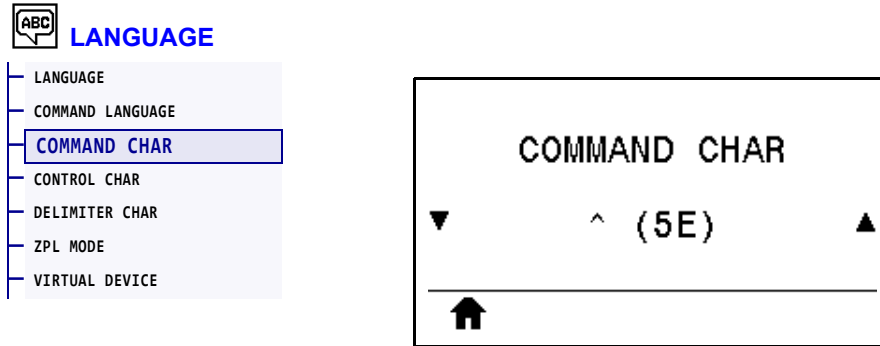 ABC
LANGUAGE
LANGUAGE
COMMAND LANGUAGE
COMMAND CHAR
CONTROL CHAR
DELIMITER CHAR
ZPL MODE
VIRTUAL DEVICE
COMMAND CHAR
^ (5E)